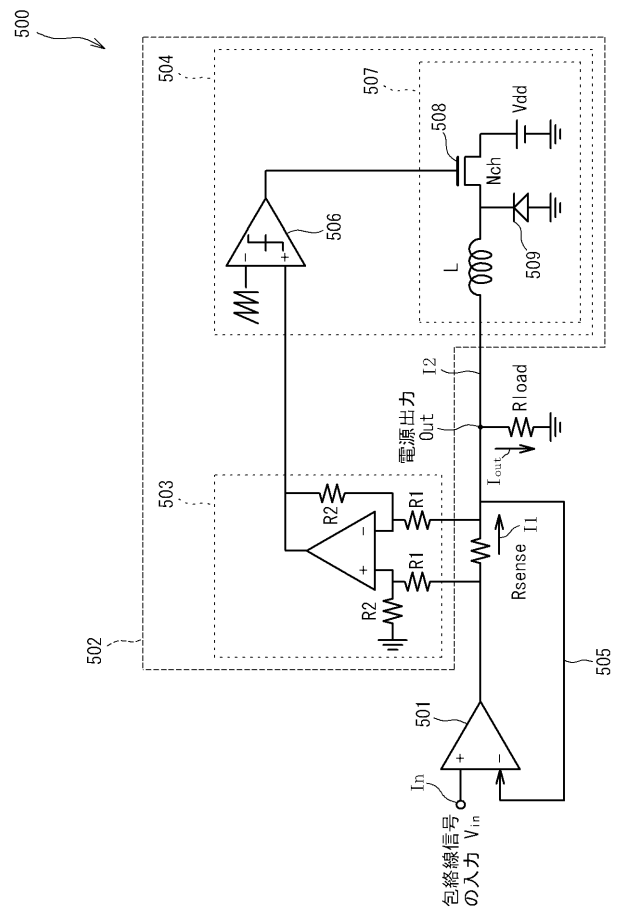 500
502
503
504
507
506
508
509
Vdd
Nch
L
I2
電源出力
Out
Rload
Iout
I1
Rsense
R1
R1
R2
R2
+
−
−
+
501
+
−
505
In
包絡線信号
の入力 Vin